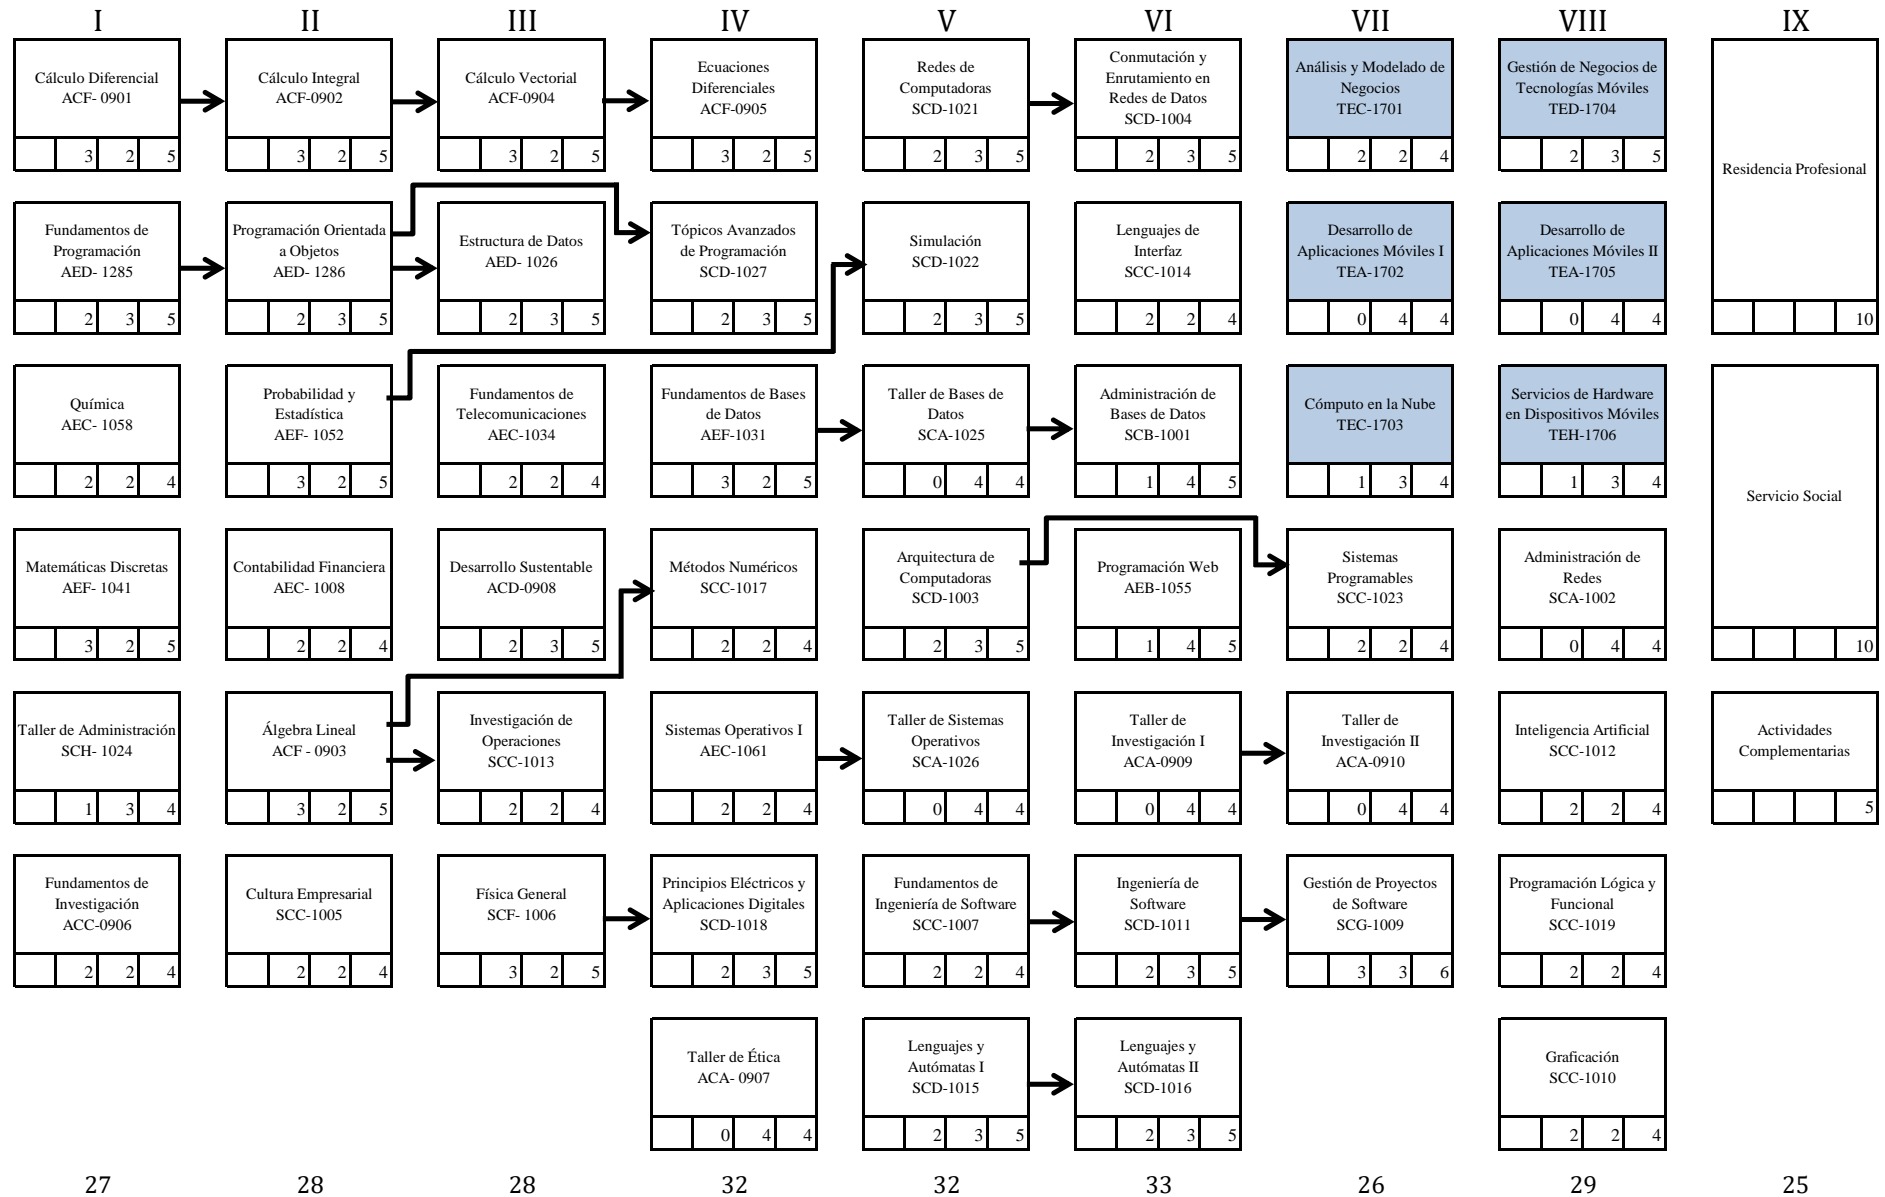 I II III IV V VI VII VIII IX
Cálculo Diferencial
ACF- 0901
3 2 5
Cálculo Integral
ACF-0902
3 2 5
Cálculo Vectorial
ACF-0904
3 2 5
Ecuaciones
Diferenciales
ACF-0905
3 2 5
Redes de
Computadoras
SCD-1021
2 3 5
Conmutación y
Enrutamiento en
Redes de Datos
SCD-1004
2 3 5
Análisis y Modelado de
Negocios
TEC-1701
2 2 4
Gestión de Negocios de
Tecnologías Móviles
TED-1704
2 3 5
Residencia Profesional
10
Fundamentos de
Programación
AED- 1285
2 3 5
Programación Orientada
a Objetos
AED- 1286
2 3 5
Estructura de Datos
AED- 1026
2 3 5
Tópicos Avanzados
de Programación
SCD-1027
2 3 5
Simulación
SCD-1022
2 3 5
Lenguajes de
Interfaz
SCC-1014
2 2 4
Desarrollo de
Aplicaciones Móviles I
TEA-1702
0 4 4
Desarrollo de
Aplicaciones Móviles II
TEA-1705
0 4 4
Química
AEC- 1058
2 2 4
Probabilidad y
Estadística
AEF- 1052
3 2 5
Fundamentos de
Telecomunicaciones
AEC-1034
2 2 4
Fundamentos de Bases
de Datos
AEF-1031
3 2 5
Taller de Bases de
Datos
SCA-1025
0 4 4
Administración de
Bases de Datos
SCB-1001
1 4 5
Cómputo en la Nube
TEC-1703
1 3 4
Servicios de Hardware
en Dispositivos Móviles
TEH-1706
1 3 4
Servicio Social
10
Matemáticas Discretas
AEF- 1041
3 2 5
Contabilidad Financiera
AEC- 1008
2 2 4
Desarrollo Sustentable
ACD-0908
2 3 5
Métodos Numéricos
SCC-1017
2 2 4
Arquitectura de
Computadoras
SCD-1003
2 3 5
Programación Web
AEB-1055
1 4 5
Sistemas
Programables
SCC-1023
2 2 4
Administración de
Redes
SCA-1002
0 4 4
Taller de Administración
SCH- 1024
1 3 4
Álgebra Lineal
ACF - 0903
3 2 5
Investigación de
Operaciones
SCC-1013
2 2 4
Sistemas Operativos I
AEC-1061
2 2 4
Taller de Sistemas
Operativos
SCA-1026
0 4 4
Taller de
Investigación I
ACA-0909
0 4 4
Taller de
Investigación II
ACA-0910
0 4 4
Inteligencia Artificial
SCC-1012
2 2 4
Actividades
Complementarias
5
Fundamentos de
Investigación
ACC-0906
2 2 4
Cultura Empresarial
SCC-1005
2 2 4
Física General
SCF- 1006
3 2 5
Principios Eléctricos y
Aplicaciones Digitales
SCD-1018
2 3 5
Fundamentos de
Ingeniería de Software
SCC-1007
2 2 4
Ingeniería de
Software
SCD-1011
2 3 5
Gestión de Proyectos
de Software
SCG-1009
3 3 6
Programación Lógica y
Funcional
SCC-1019
2 2 4
Taller de Ética
ACA- 0907
0 4 4
Lenguajes y
Autómatas I
SCD-1015
2 3 5
Lenguajes y
Autómatas II
SCD-1016
2 3 5
Graficación
SCC-1010
2 2 4
27 28 28 32 32 33 26 29 25